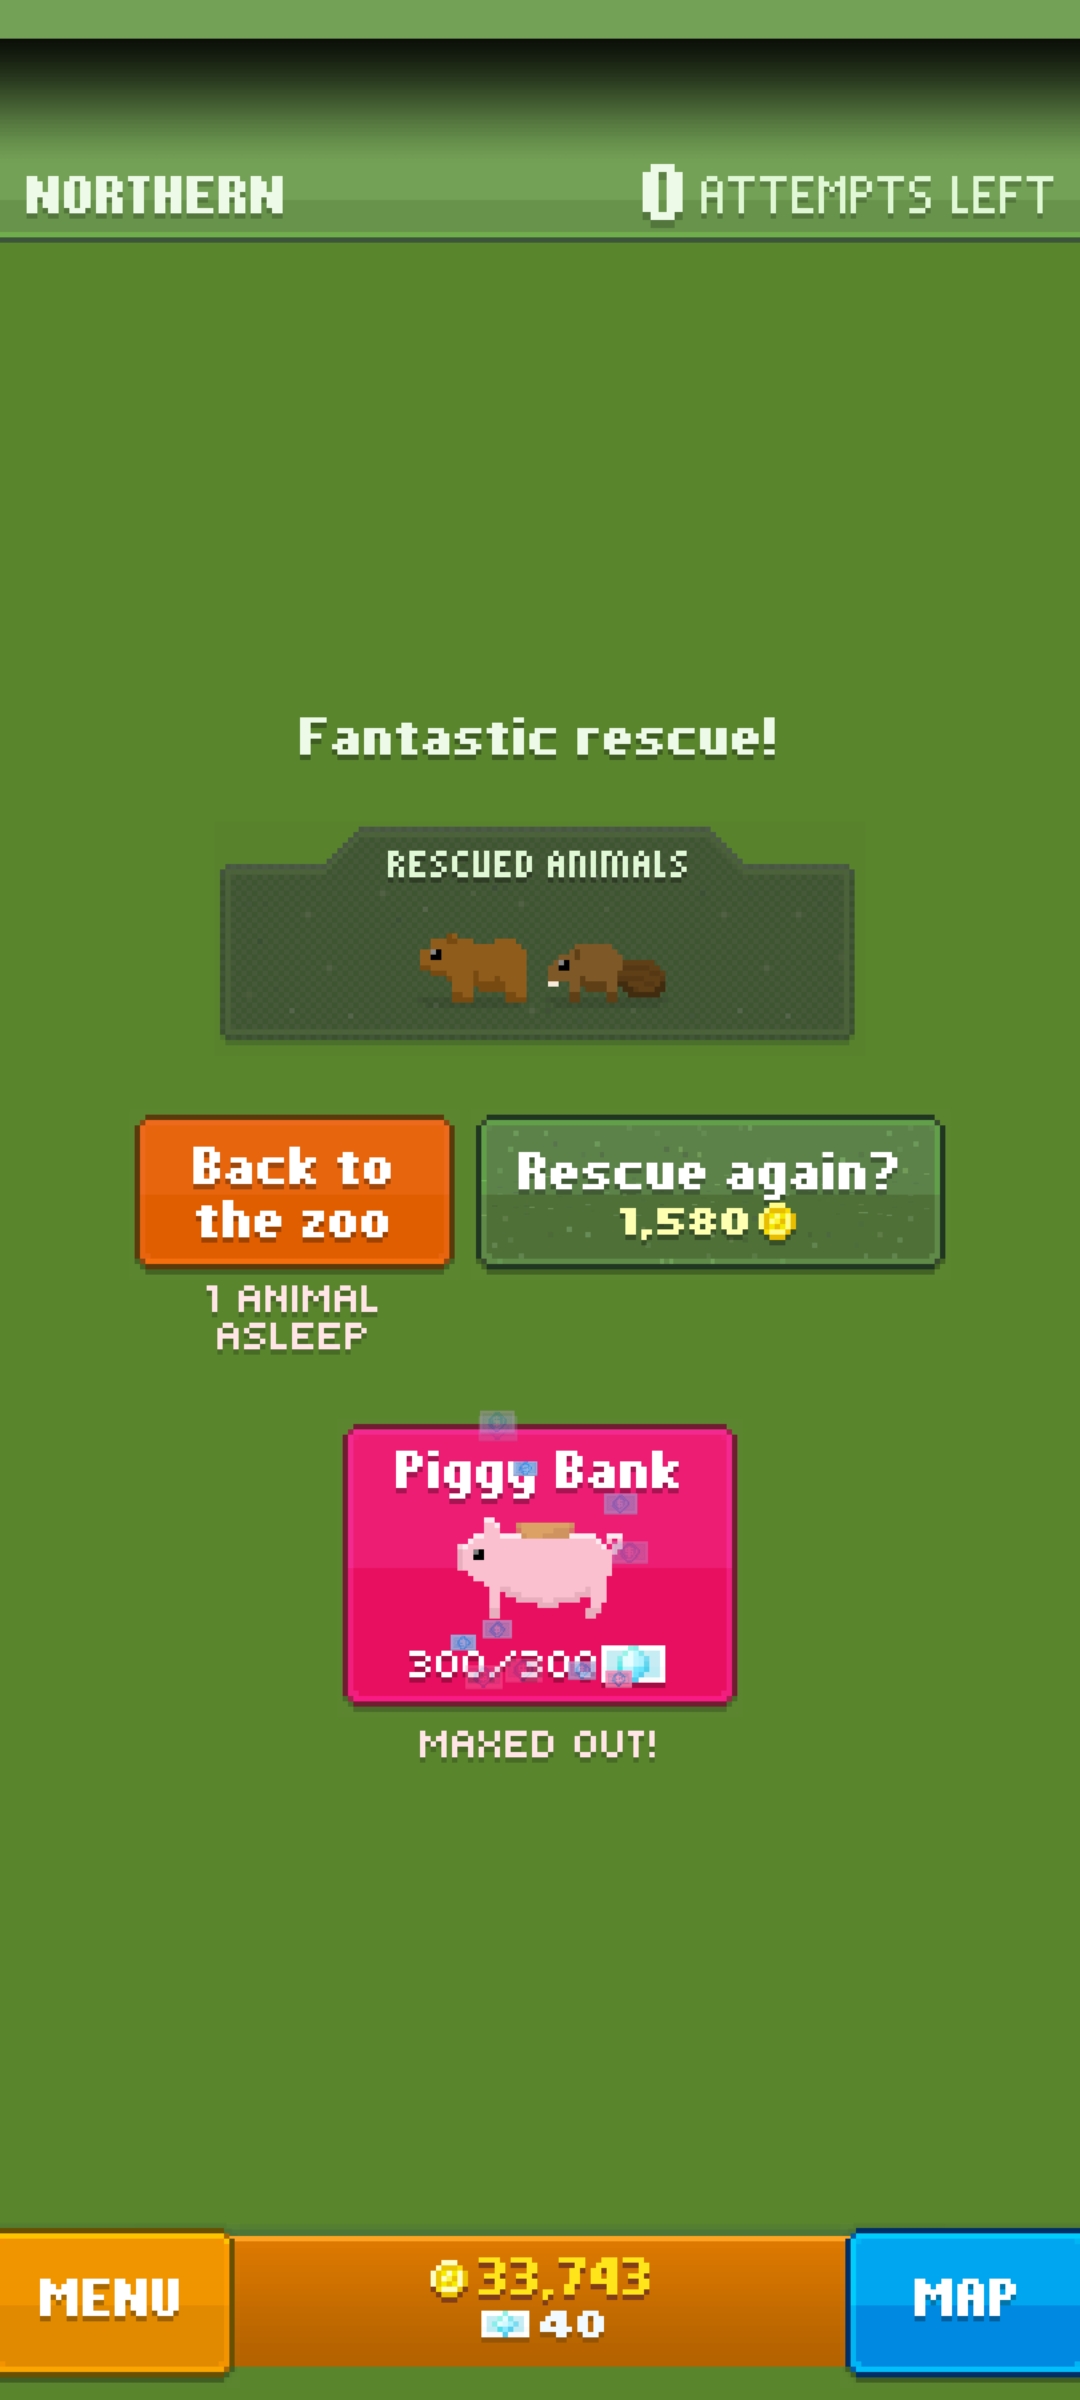 NORTHERN
0 ATTEMPTS LEFT
Fantastic rescue!
RESCUED ANIMALS
Back to
the zoo
Rescue again?
1,580
1 ANIMAL
ASLEEP
Piggy Bank
300/300
MAXED OUT!
MENU
33,743
40
MAP